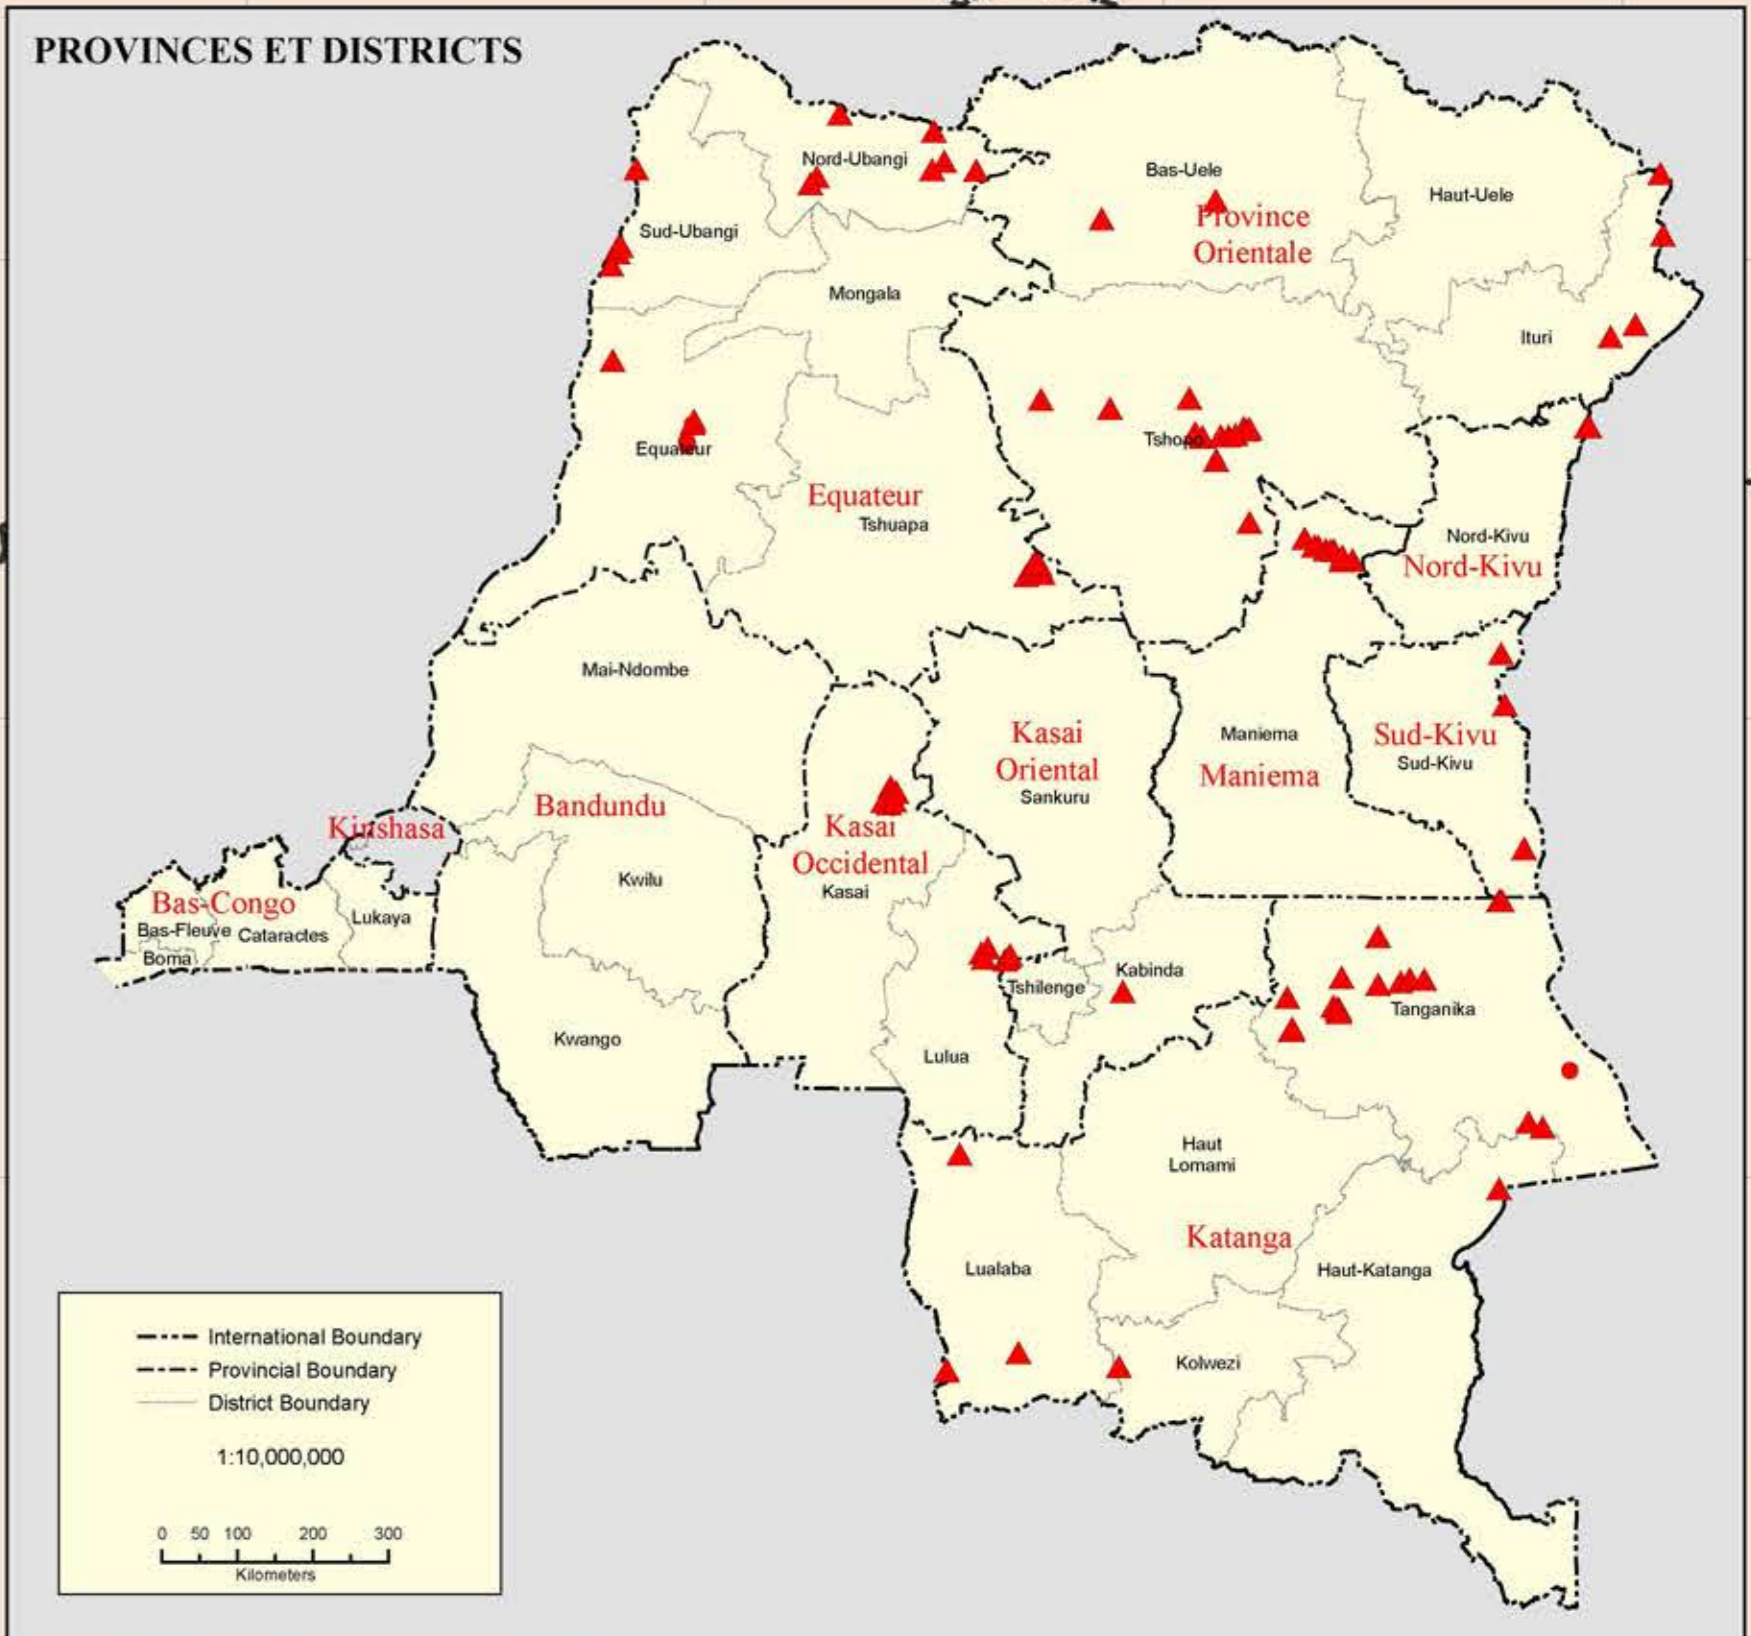 PROVINCES ET DISTRICTS
Nord-Ubangi
Bas-Uele
Haut-Uele
Province
Orientale
Sud-Ubangi
Mongala
Ituri
Tshopo
Equateur
Equateur
Tshuapa
Nord-Kivu
Nord-Kivu
Mai-Ndombe
Kasai
Oriental
Sankuru
Maniema
Maniema
Sud-Kivu
Sud-Kivu
Bandundu
Kinshasa
Kasai
Occidental
Kasai
Kwilu
Bas-Congo
Bas-Fleuve
Cataractes
Lukaya
Boma
Kabinda
Tshilenge
Tanganika
Kwango
Lulua
Haut
Lomami
Katanga
Lualaba
Haut-Katanga
Kolwezi
International Boundary
Provincial Boundary
District Boundary
1:10,000,000
0 50 100 200 300
Kilometers